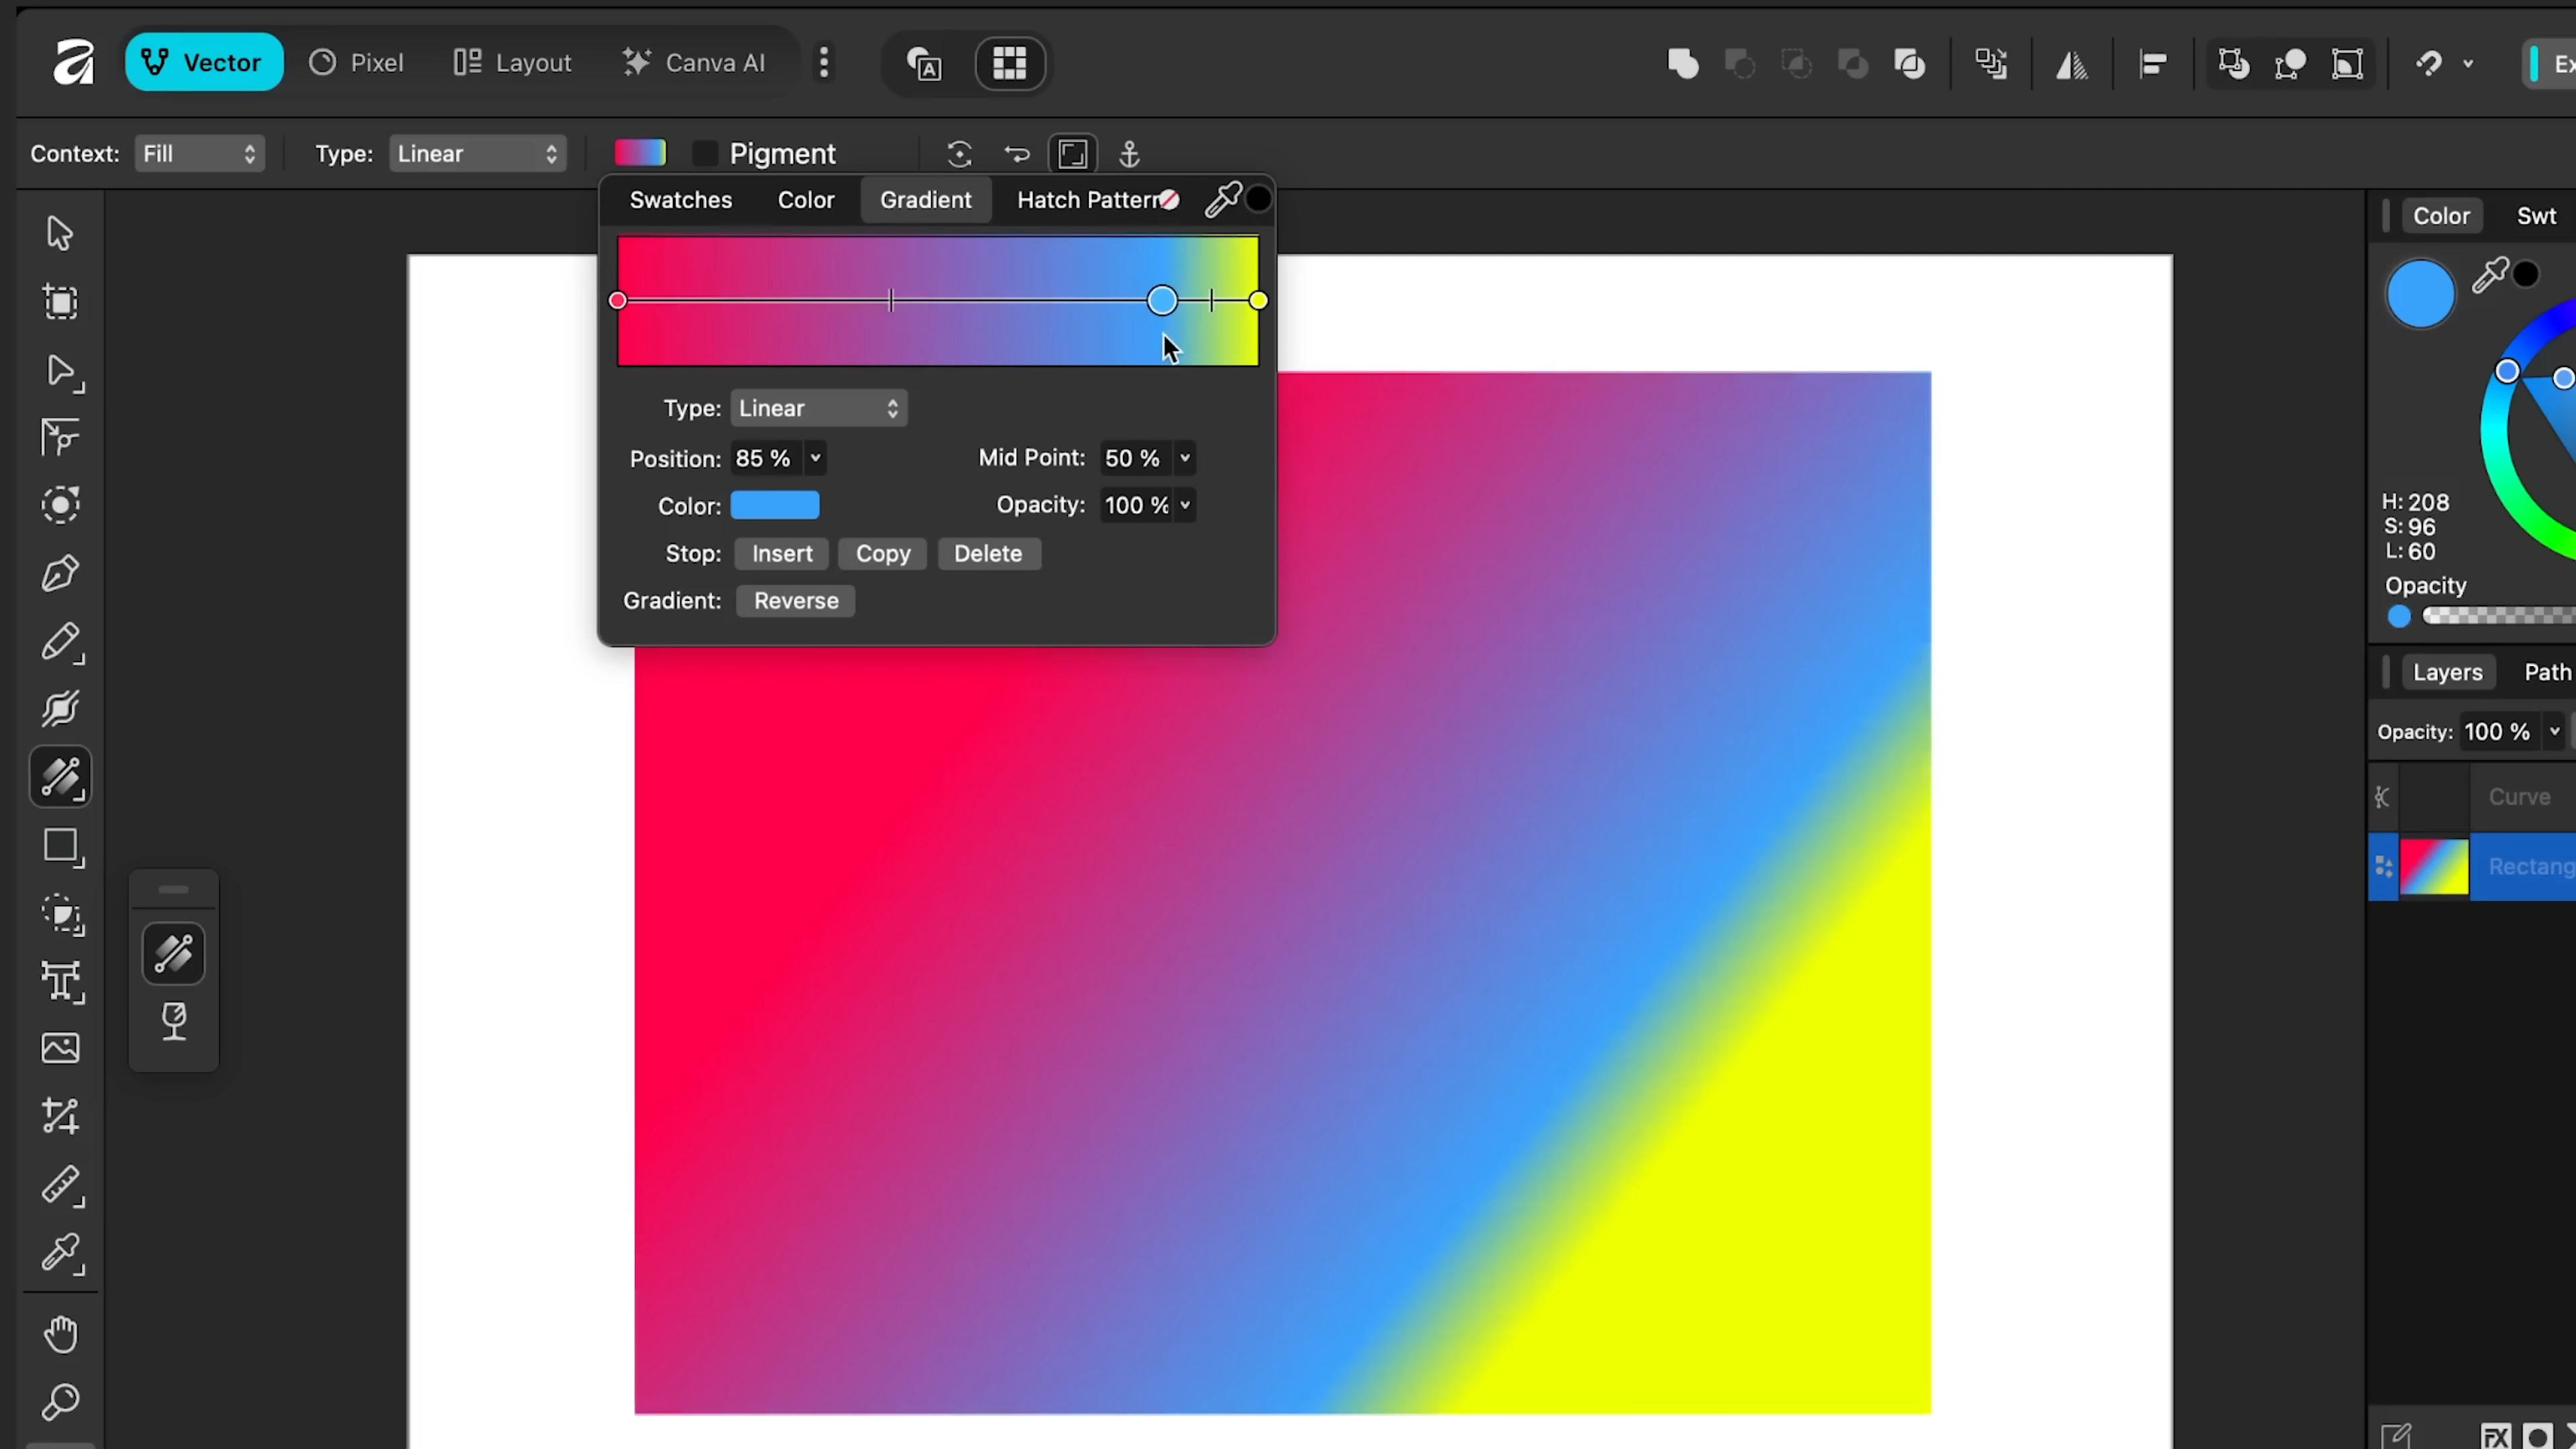 Vector Pixel Layout Canva AI A Ex
Context: Fill Type: Linear Pigment
Swatches Color Gradient Hatch Pattern
Color Swt
Type: Linear
Position: 85 % Mid Point: 50 %
Color: Opacity: 100 %
Stop: Insert Copy Delete
Gradient: Reverse
H: 208
S: 96
L: 60
Opacity
Layers Path
Opacity: 100 %
Curve
Rectang
FX